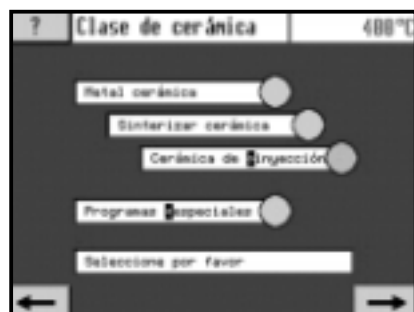 ? Clase de cerámica 400°C
Metal cerámica
Sinterizar cerámica
Cerámica de inyección
Programas especiales
Seleccione por favor